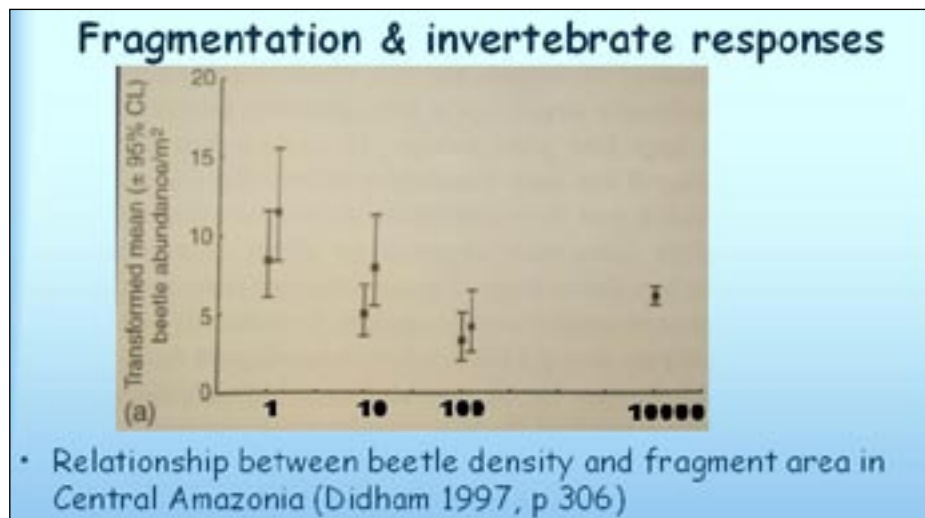 Fragmentation & invertebrate responses
Transformed mean (± 95% CL)
beetle abundance/m²
20
15
10
5
0
(a)
1 10 100 10000
• Relationship between beetle density and fragment area in
Central Amazonia (Didham 1997, p 306)